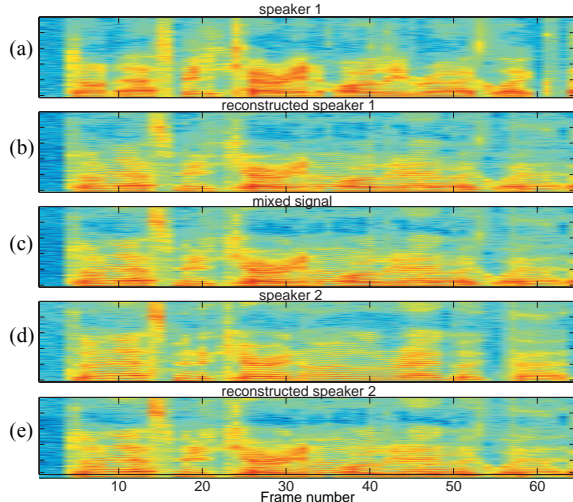 speaker 1
(a)
reconstructed speaker 1
(b)
mixed signal
(c)
speaker 2
(d)
reconstructed speaker 2
(e)
10 20 30 40 50 60
Frame number